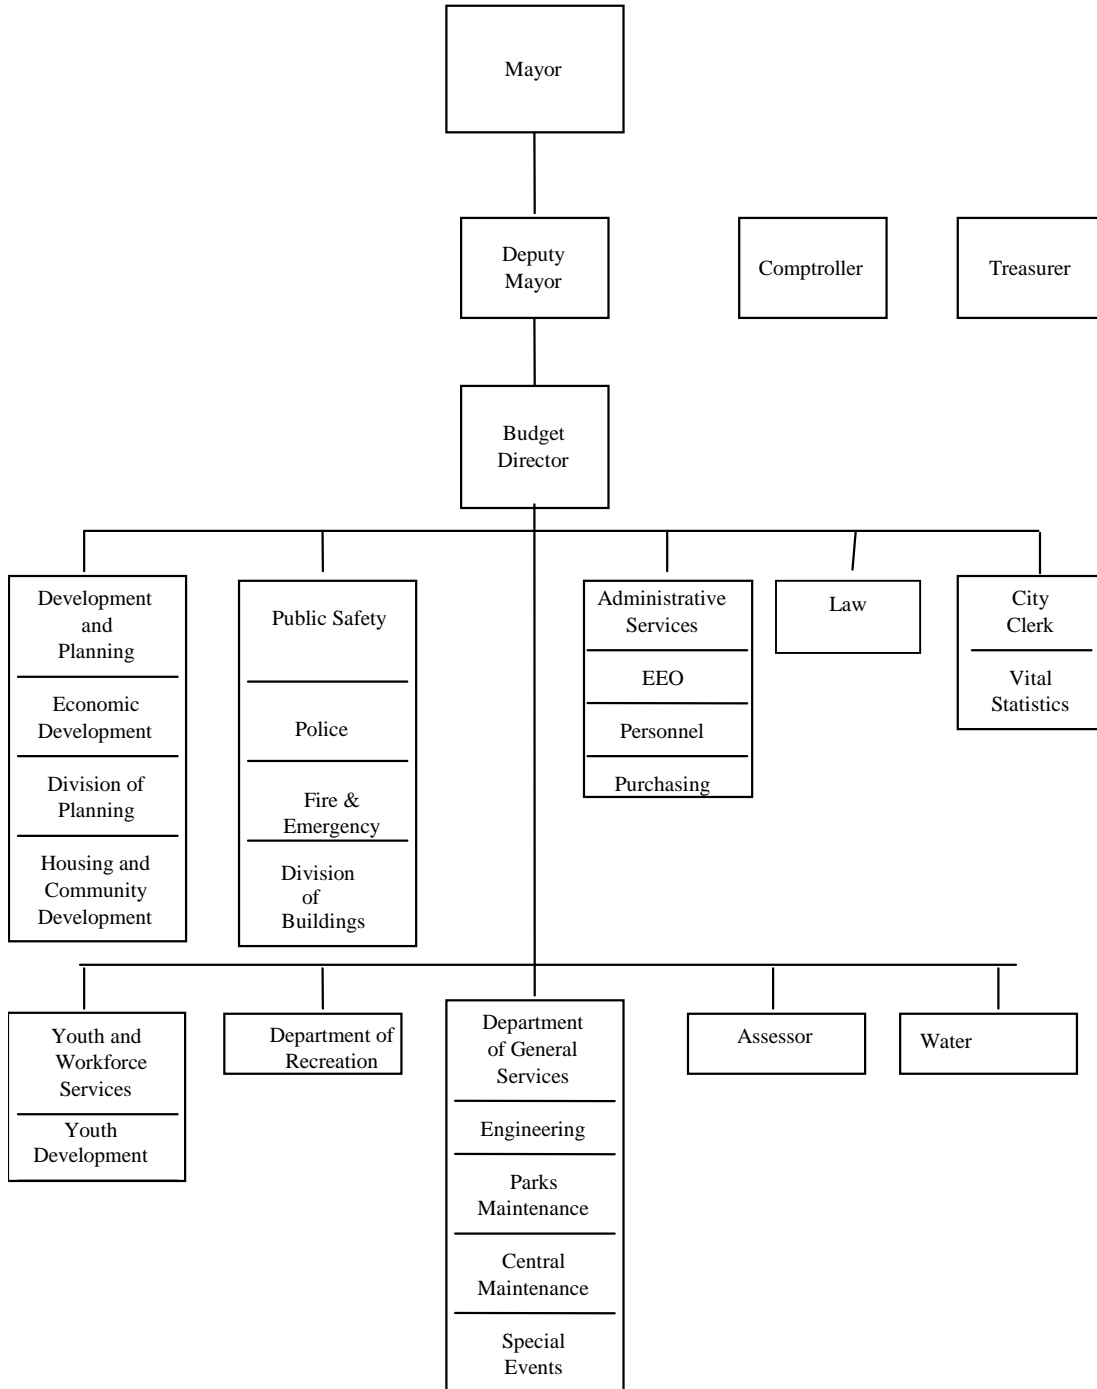 Mayor
Deputy
Mayor
Comptroller
Treasurer
Budget
Director
Development
and
Planning
Economic
Development
Division of
Planning
Housing and
Community
Development
Public Safety
Police
Fire &
Emergency
Division
of
Buildings
Administrative
Services
EEO
Personnel
Purchasing
Law
City
Clerk
Vital
Statistics
Youth and
Workforce
Services
Youth
Development
Department of
Recreation
Department
of General
Services
Engineering
Parks
Maintenance
Central
Maintenance
Special
Events
Assessor
Water